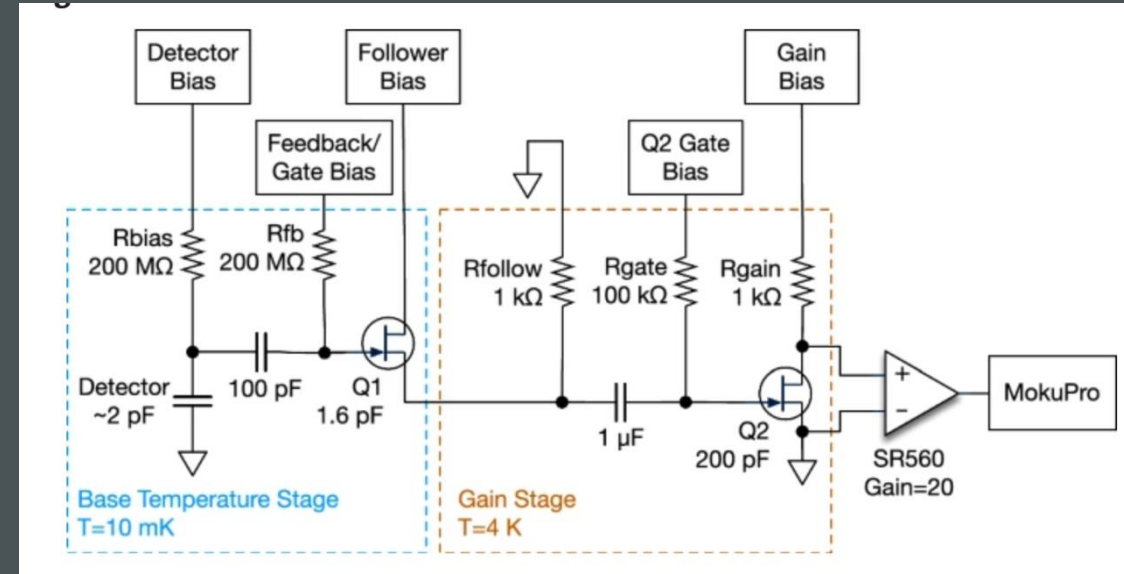 Detector
Bias
Follower
Bias
Gain
Bias
Feedback/
Gate Bias
Q2 Gate
Bias
Rbias
200 MΩ
Rfb
200 MΩ
Rfollow
1 kΩ
Rgate
100 kΩ
Rgain
1 kΩ
Detector
~2 pF
100 pF
Q1
1.6 pF
1 µF
Q2
200 pF
+
−
SR560
Gain=20
MokuPro
Base Temperature Stage
T=10 mK
Gain Stage
T=4 K